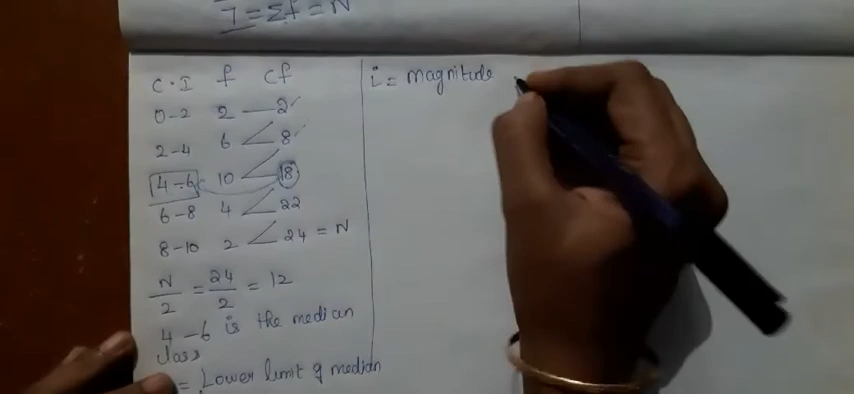 = Σf = N
C.I f cf
0-2 2 2
2-4 6 8
4-6 10 18
6-8 4 22
8-10 2 24 = N
N/2 = 24/2 = 12
4-6 is the median
class
= Lower limit of median
i = magnitude